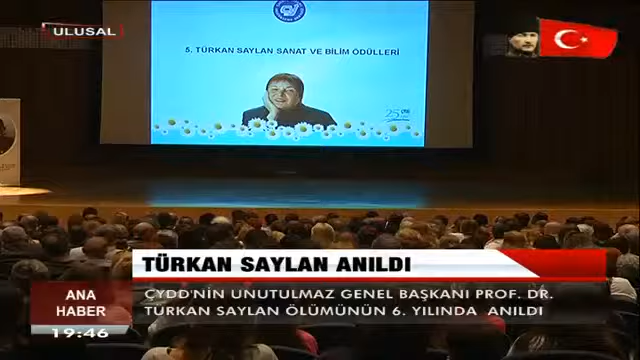 ULUSAL
5. TÜRKAN SAYLAN SANAT VE BİLİM ÖDÜLLERİ
25
TÜRKAN SAYLAN ANILDI
ANA
HABER
ÇYDD'NİN UNUTULMAZ GENEL BAŞKANI PROF. DR.
TÜRKAN SAYLAN ÖLÜMÜNÜN 6. YILINDA ANILDI
19:46